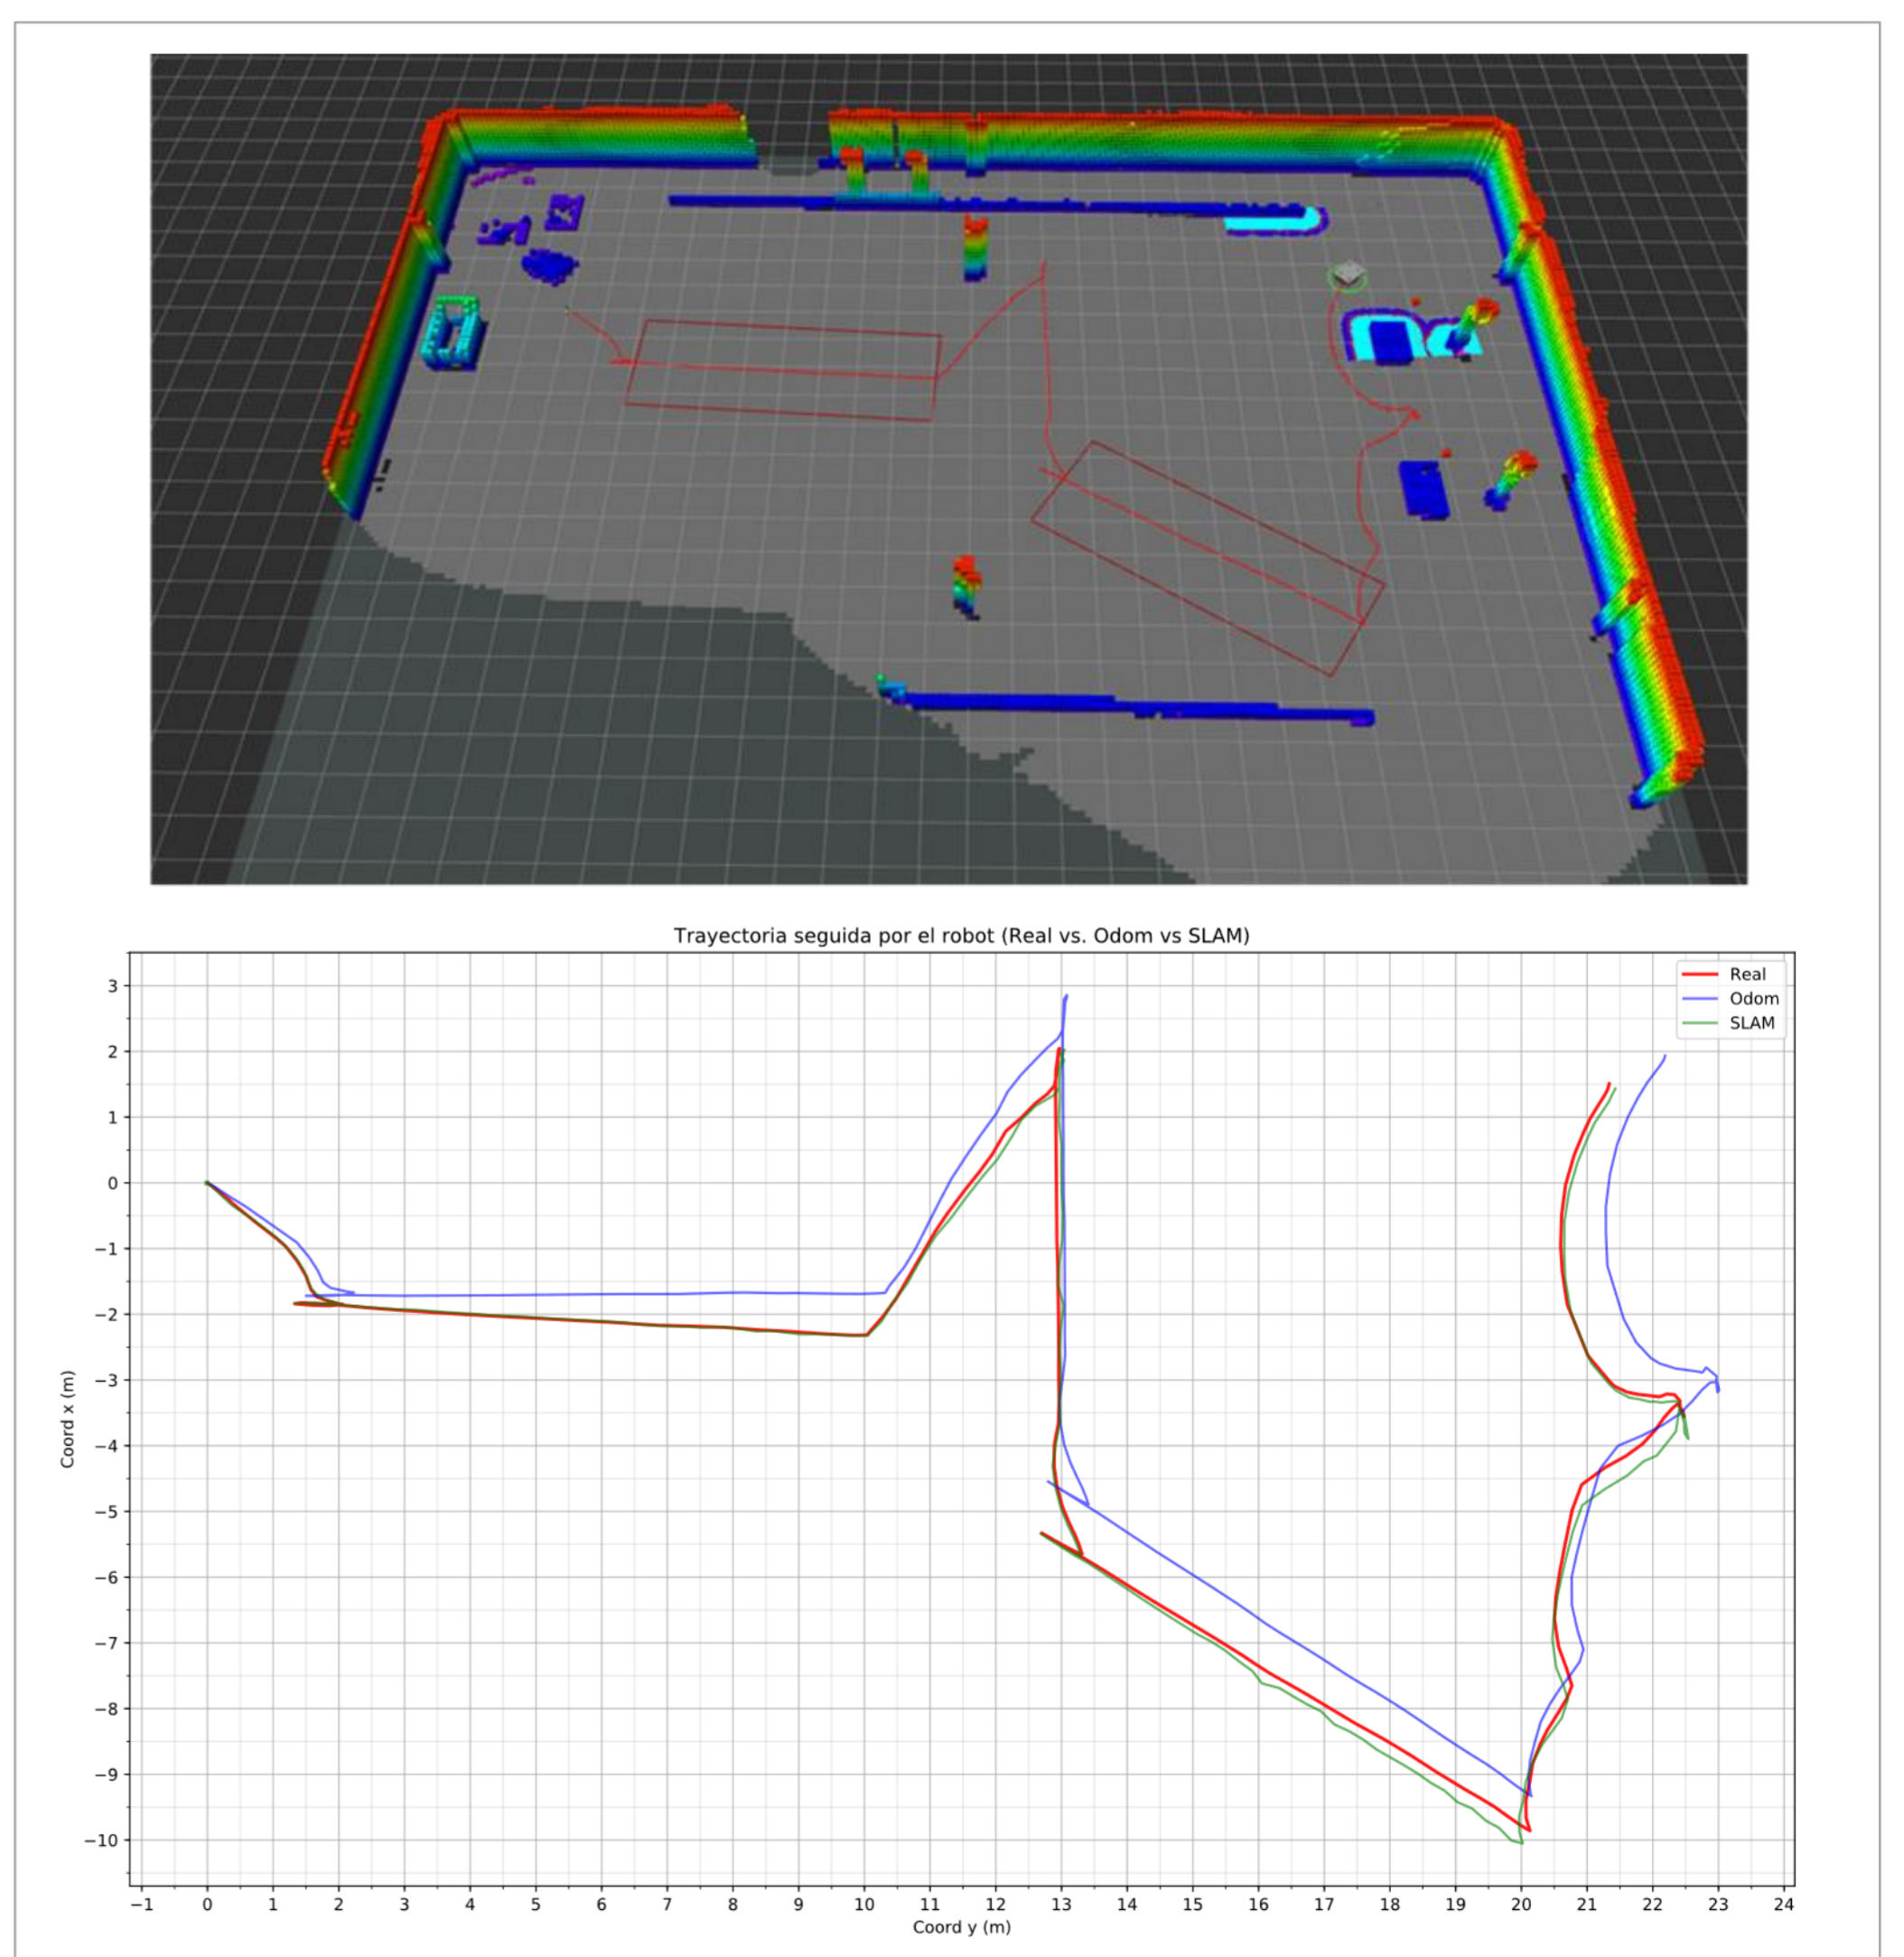 Trayectoria seguida por el robot (Real vs. Odom vs SLAM)
Real
Odom
SLAM
3
2
1
0
−1
−2
−3
−4
−5
−6
−7
−8
−9
−10
Coord x (m)
−1 0 1 2 3 4 5 6 7 8 9 10 11 12 13 14 15 16 17 18 19 20 21 22 23 24
Coord y (m)